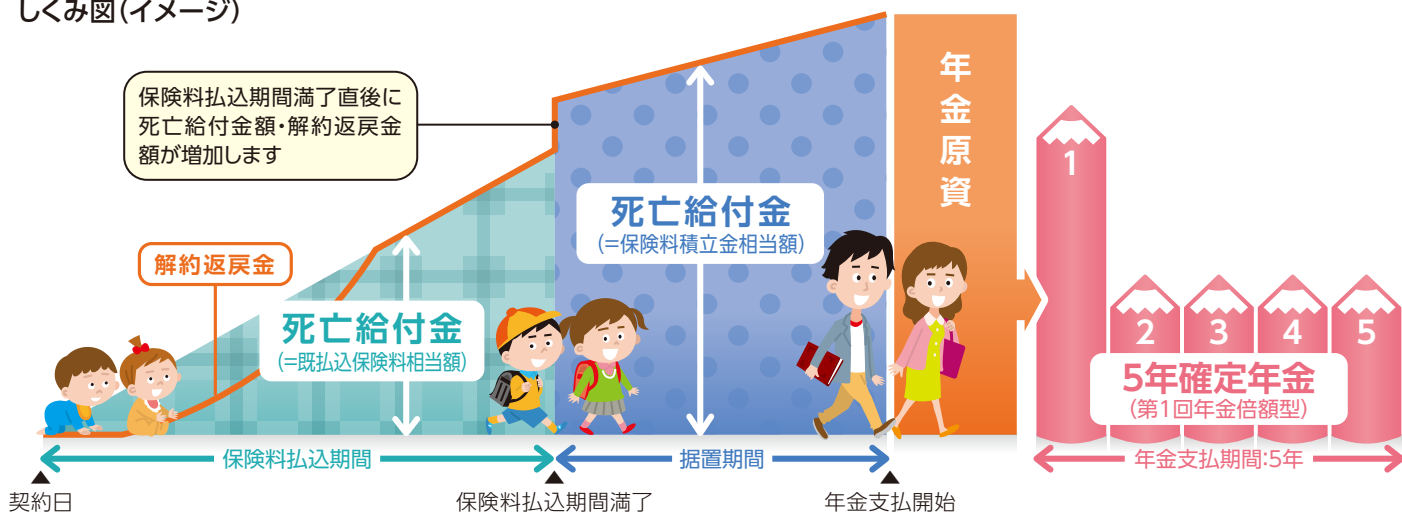 しくみ図(イメージ)
保険料払込期間満了直後に
死亡給付金額・解約返戻金
額が増加します
解約返戻金
死亡給付金
(=既払込保険料相当額)
死亡給付金
(=保険料積立金相当額)
年金原資
1
2
3
4
5
5年確定年金
(第1回年金倍額型)
保険料払込期間
据置期間
年金支払期間:5年
契約日
保険料払込期間満了
年金支払開始